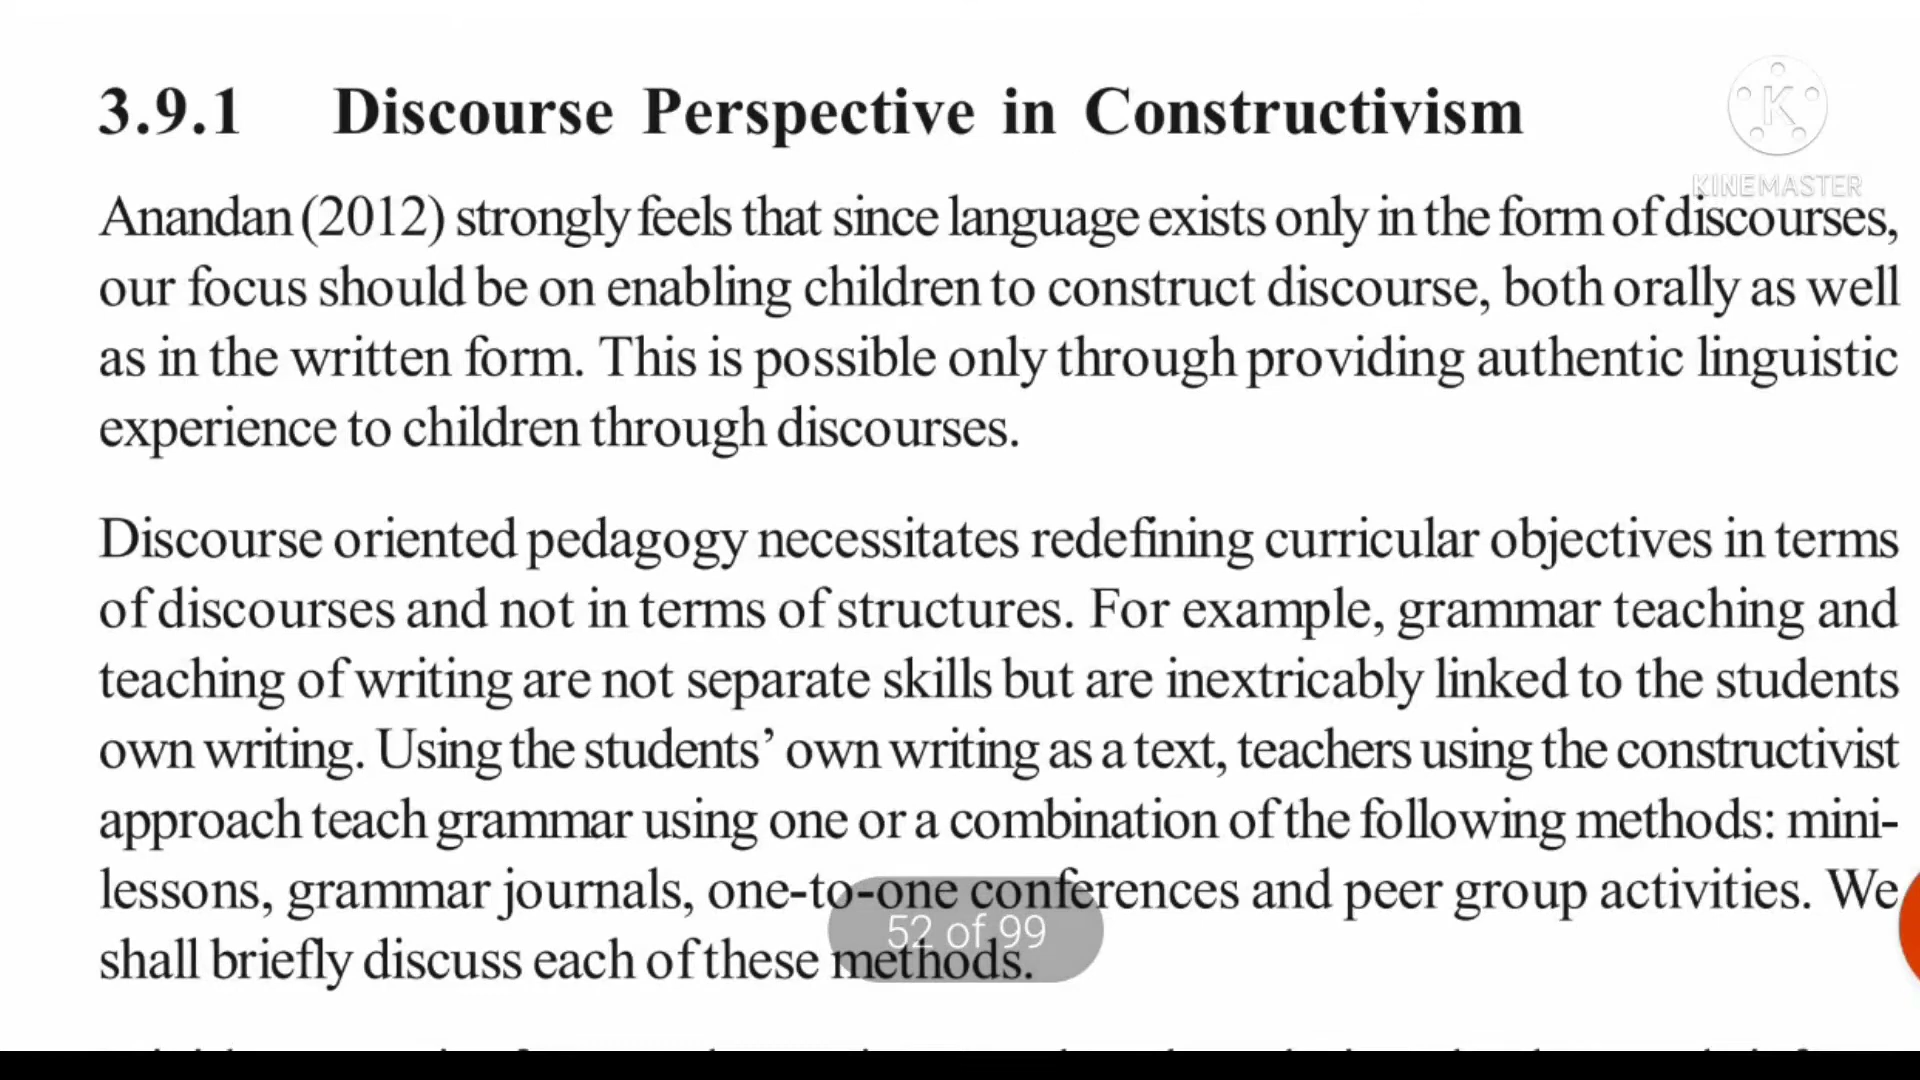 3.9.1 Discourse Perspective in Constructivism
K
KINEMASTER
Anandan (2012) strongly feels that since language exists only in the form of discourses,
our focus should be on enabling children to construct discourse, both orally as well
as in the written form. This is possible only through providing authentic linguistic
experience to children through discourses.
Discourse oriented pedagogy necessitates redefining curricular objectives in terms
of discourses and not in terms of structures. For example, grammar teaching and
teaching of writing are not separate skills but are inextricably linked to the students
own writing. Using the students’ own writing as a text, teachers using the constructivist
approach teach grammar using one or a combination of the following methods: mini-
lessons, grammar journals, one-to-one conferences and peer group activities. We
52 of 99
shall briefly discuss each of these methods.